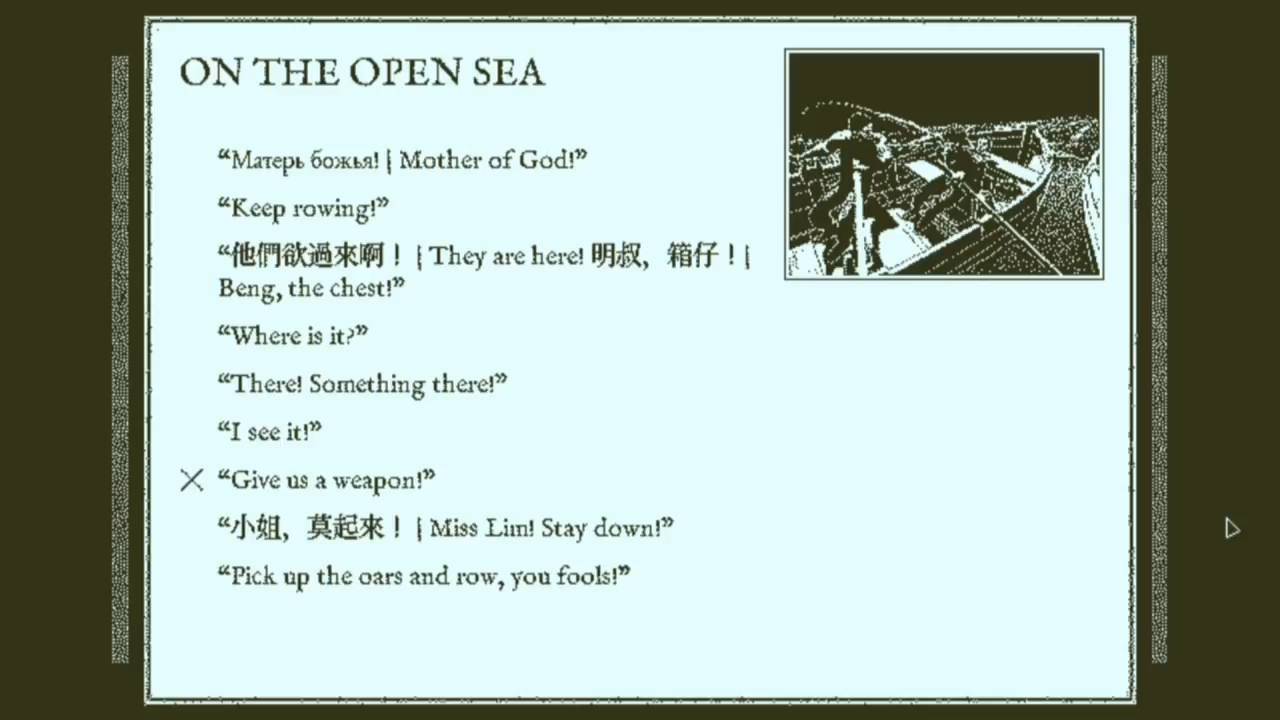 ON THE OPEN SEA
“Матерь божья! | Mother of God!”
“Keep rowing!”
“他們欲過來啊！ | They are here! 明叔，箱仔！|
Beng, the chest!”
“Where is it?”
“There! Something there!”
“I see it!”
“Give us a weapon!”
“小姐，莫起來！ | Miss Lim! Stay down!”
“Pick up the oars and row, you fools!”